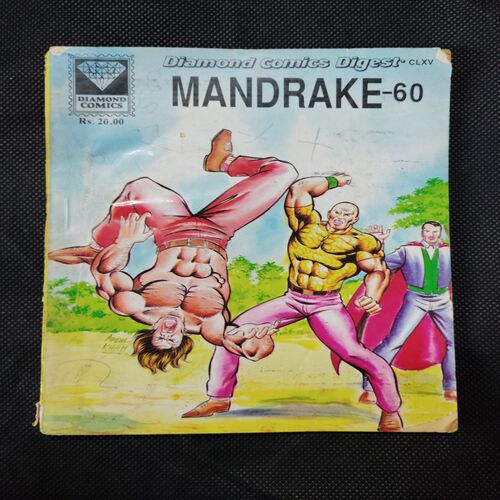 Diamond Comics Digest- CLXV
MANDRAKE-60
DIAMOND
COMICS
Rs. 20.00